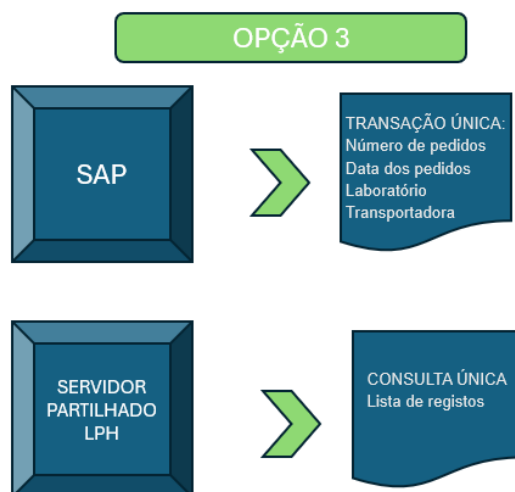 OPÇÃO 3
SAP
TRANSAÇÃO ÚNICA:
Número de pedidos
Data dos pedidos
Laboratório
Transportadora
SERVIDOR
PARTILHADO
LPH
CONSULTA ÚNICA
Lista de registos